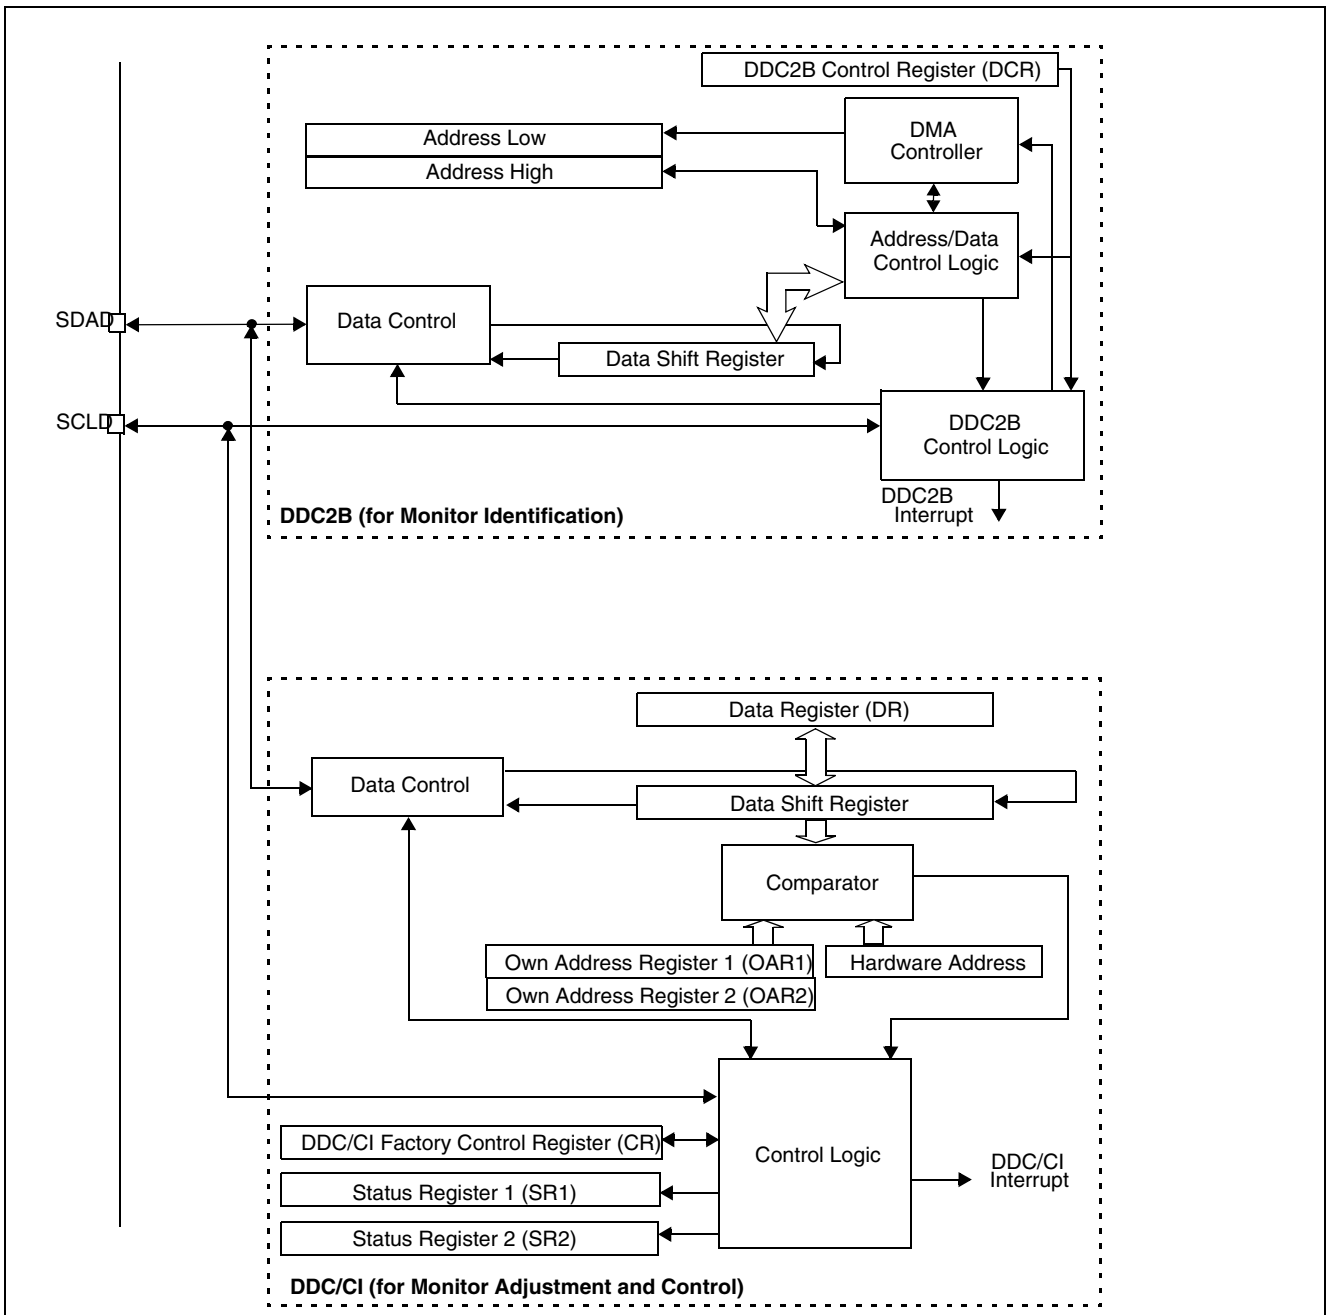 DDC2B Control Register (DCR)
DMA
Controller
Address Low
Address High
Address/Data
Control Logic
SDAD
Data Control
Data Shift Register
SCLD
DDC2B
Control Logic
DDC2B
Interrupt
DDC2B (for Monitor Identification)
Data Register (DR)
Data Control
Data Shift Register
Comparator
Own Address Register 1 (OAR1)
Hardware Address
Own Address Register 2 (OAR2)
DDC/CI Factory Control Register (CR)
Control Logic
DDC/CI
Interrupt
Status Register 1 (SR1)
Status Register 2 (SR2)
DDC/CI (for Monitor Adjustment and Control)